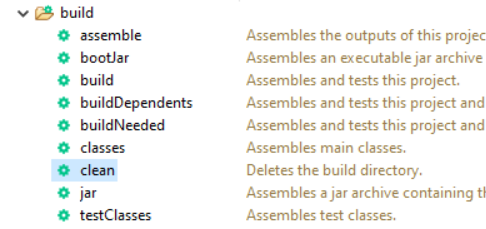 build
assemble Assembles the outputs of this projec
bootJar Assembles an executable jar archive
build Assembles and tests this project.
buildDependents Assembles and tests this project and
buildNeeded Assembles and tests this project and
classes Assembles main classes.
clean Deletes the build directory.
jar Assembles a jar archive containing th
testClasses Assembles test classes.